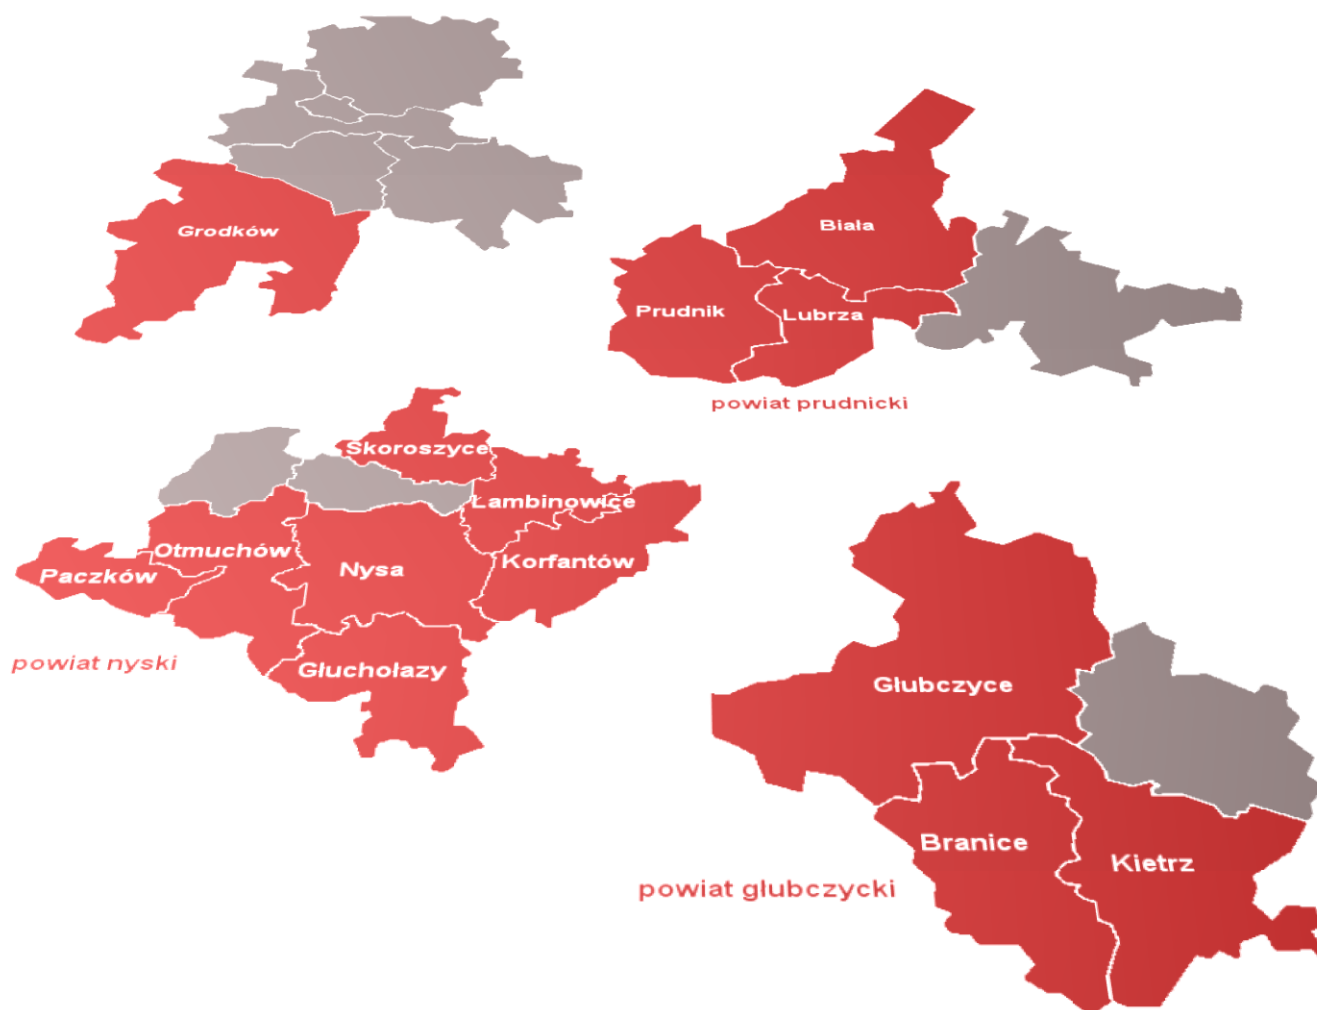 Grodków
Biała
Prudnik
Lubrza
powiat prudnicki
Skoroszyce
Łambinowice
Otmuchów
Korfantów
Paczków
Nysa
powiat nyski
Głuchołazy
Głubczyce
Branice
Kietrz
powiat głubczycki